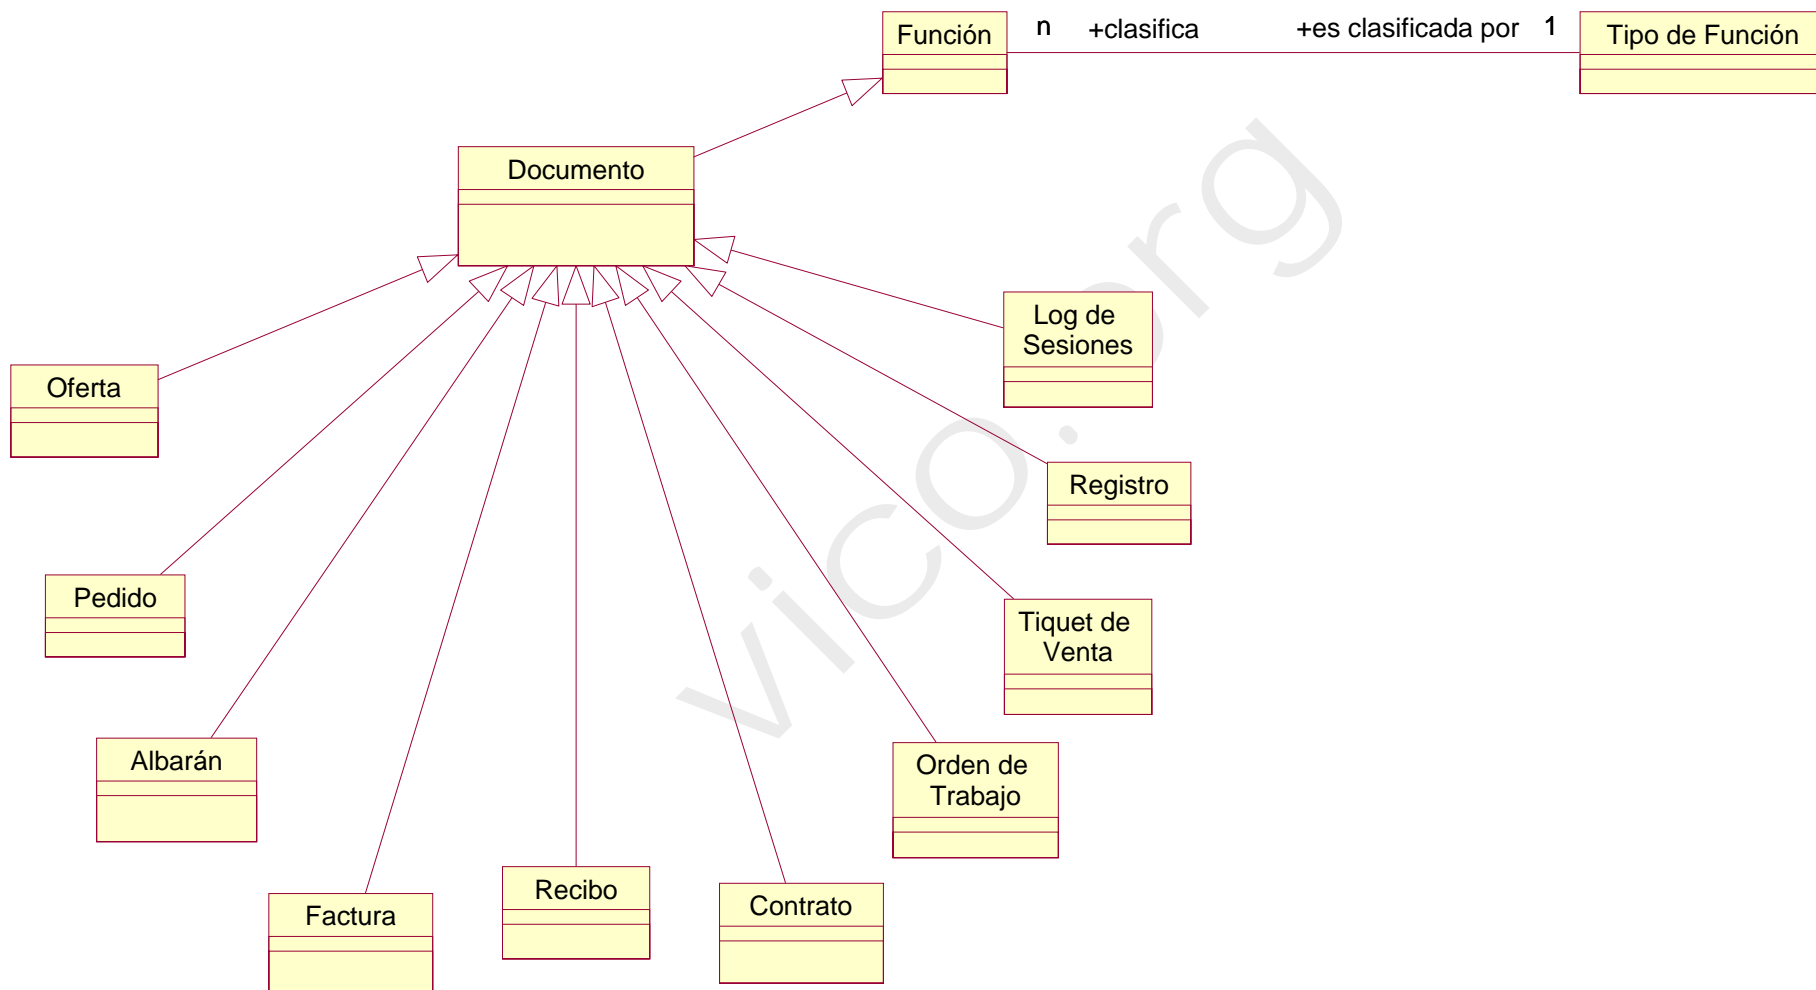 Función
n +clasifica +es clasificada por 1
Tipo de Función
Documento
Log de
Sesiones
Oferta
Registro
Pedido
Tiquet de
Venta
Albarán
Orden de
Trabajo
Recibo
Contrato
Factura
vico.org